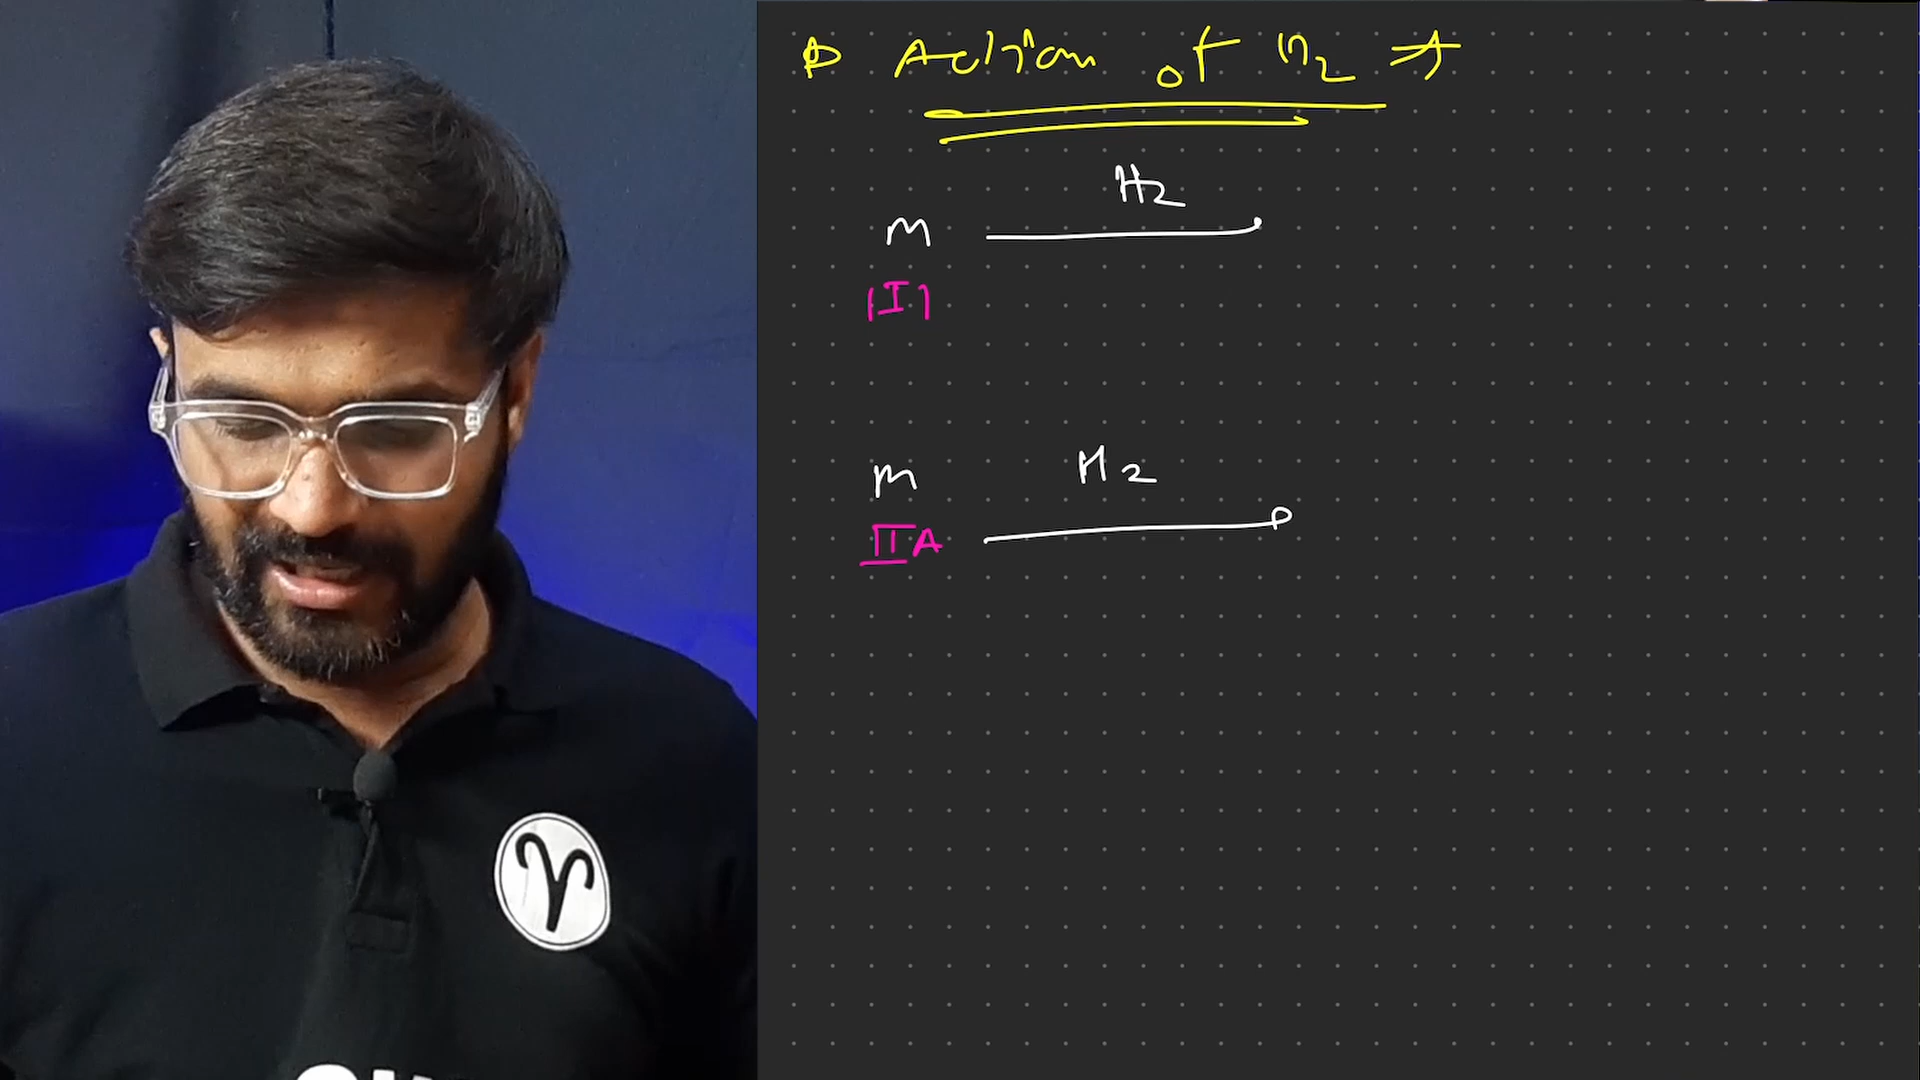 Action of H2 ⇒
H2
M
(I)
M H2
IIA